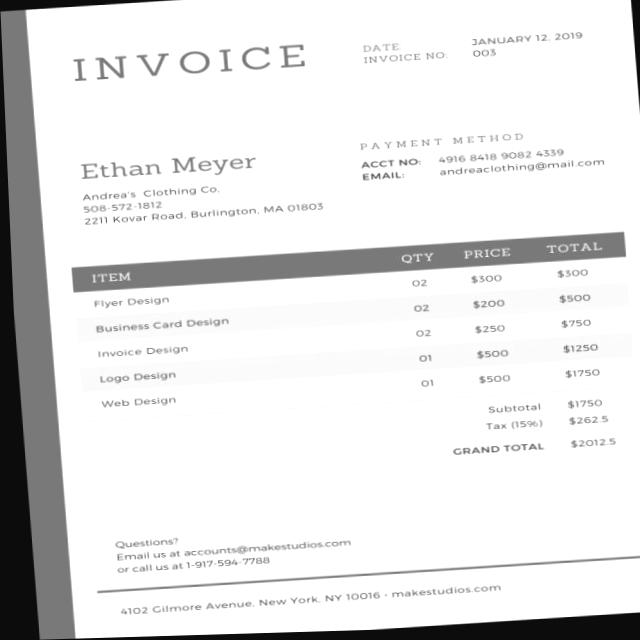 INVOICE
DATE JANUARY 12, 2019
INVOICE NO: 003
PAYMENT METHOD
ACCT NO: 4916 8418 9082 4339
EMAIL: andreaclothing@mail.com
Ethan Meyer
Andrea's Clothing Co,
508-572-1812
2211 Kovar Road, Burlington, MA 01803
ITEM QTY PRICE TOTAL
Flyer Design 02 $300 $300
Business Card Design 02 $200 $500
Invoice Design 02 $250 $750
Logo Design 01 $500 $1250
Web Design 01 $500 $1750
Subtotal $1750
Tax (15%) $262.5
GRAND TOTAL $2012.5
Questions?
Email us at accounts@makestudios.com
or call us at 1-917-594-7788
4102 Gilmore Avenue, New York, NY 10016 • makestudios.com